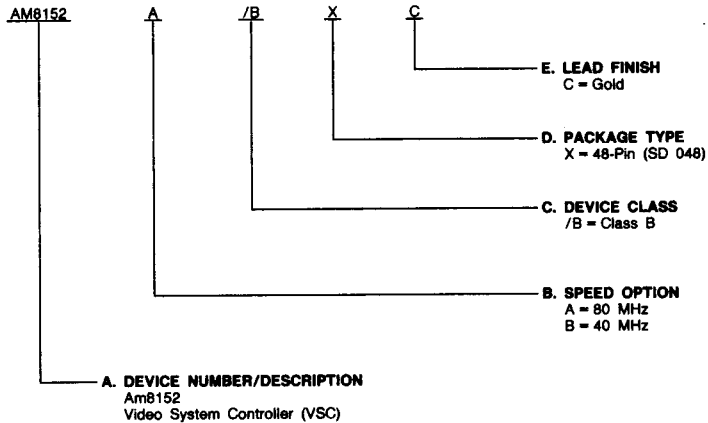 AM8152 A /B X C
E. LEAD FINISH
C = Gold
D. PACKAGE TYPE
X = 48-Pin (SD 048)
C. DEVICE CLASS
/B = Class B
B. SPEED OPTION
A = 80 MHz
B = 40 MHz
A. DEVICE NUMBER/DESCRIPTION
Am8152
Video System Controller (VSC)